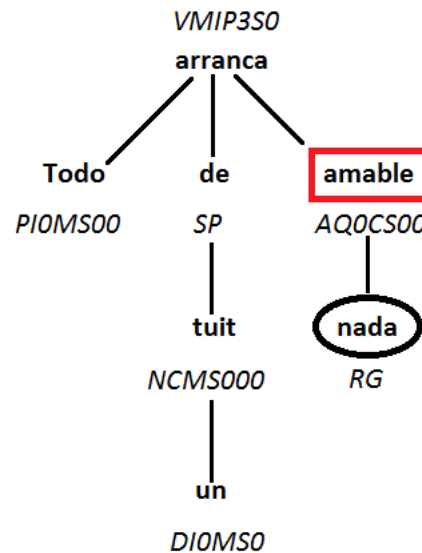 VMIP3S0
arranca
Todo de amable
PI0MS00 SP AQ0CS00
tuit nada
NCMS000 RG
un
DI0MS0